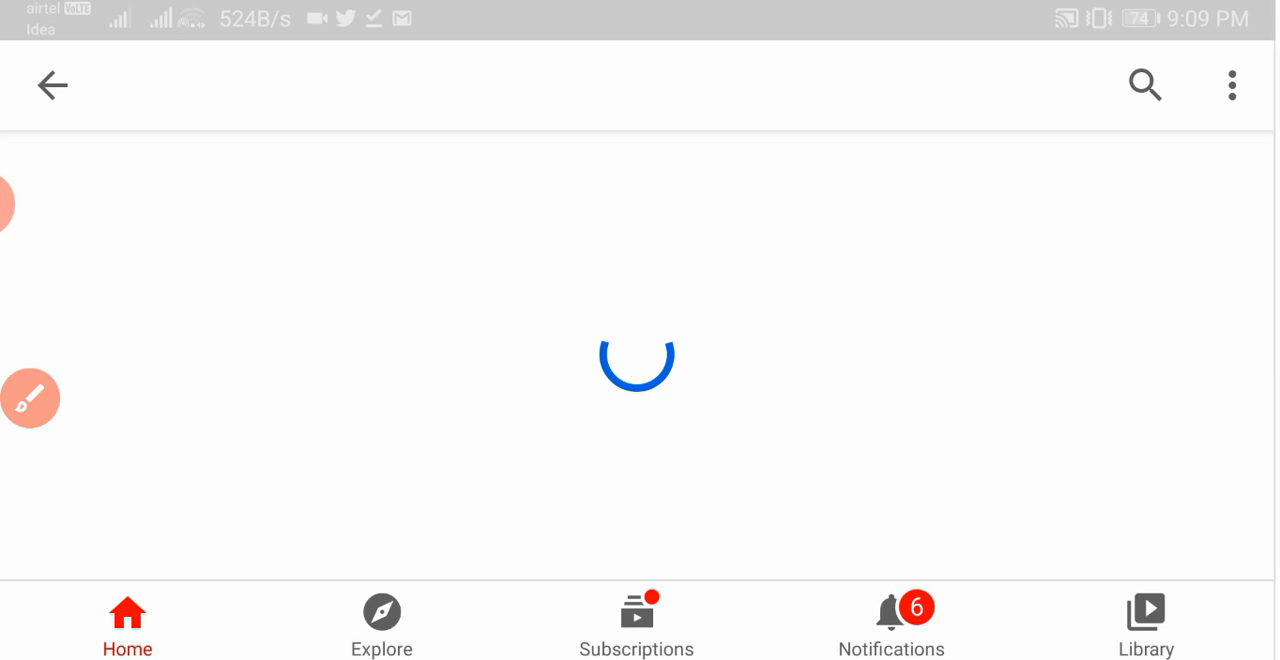 airtel VoLTE
Idea
524B/s
74
9:09 PM
6
Home
Explore
Subscriptions
Notifications
Library